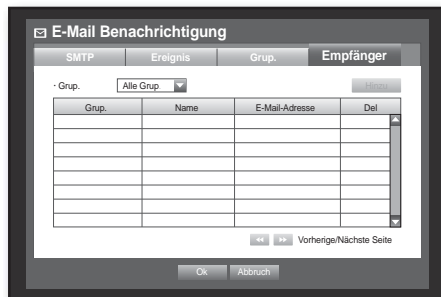 E-Mail Benachrichtigung
SMTP Ereignis Grup. Empfänger
· Grup. Alle Grup Hinzu
Grup. Name E-Mail-Adresse Del
Vorherige/Nächste Seite
Ok Abbruch